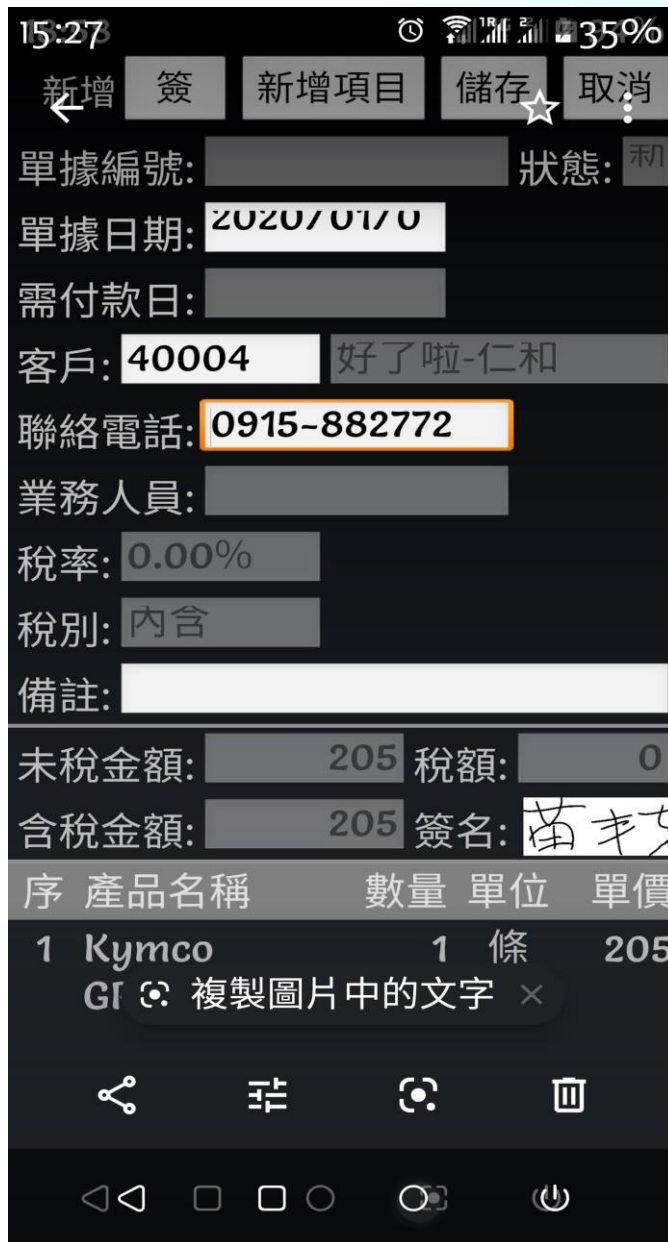 15:27 35%
新增 簽 新增項目 儲存 取消
單據編號: 狀態:
單據日期: 2020/01/0
需付款日:
客戶: 40004 好了啦-仁和
聯絡電話: 0915-882772
業務人員:
稅率: 0.00%
稅別: 內含
備註:
未稅金額: 205 稅額: 0
含稅金額: 205 簽名: 苗
序 產品名稱 數量 單位 單價
1 Kymco 1 條 205
複製圖片中的文字